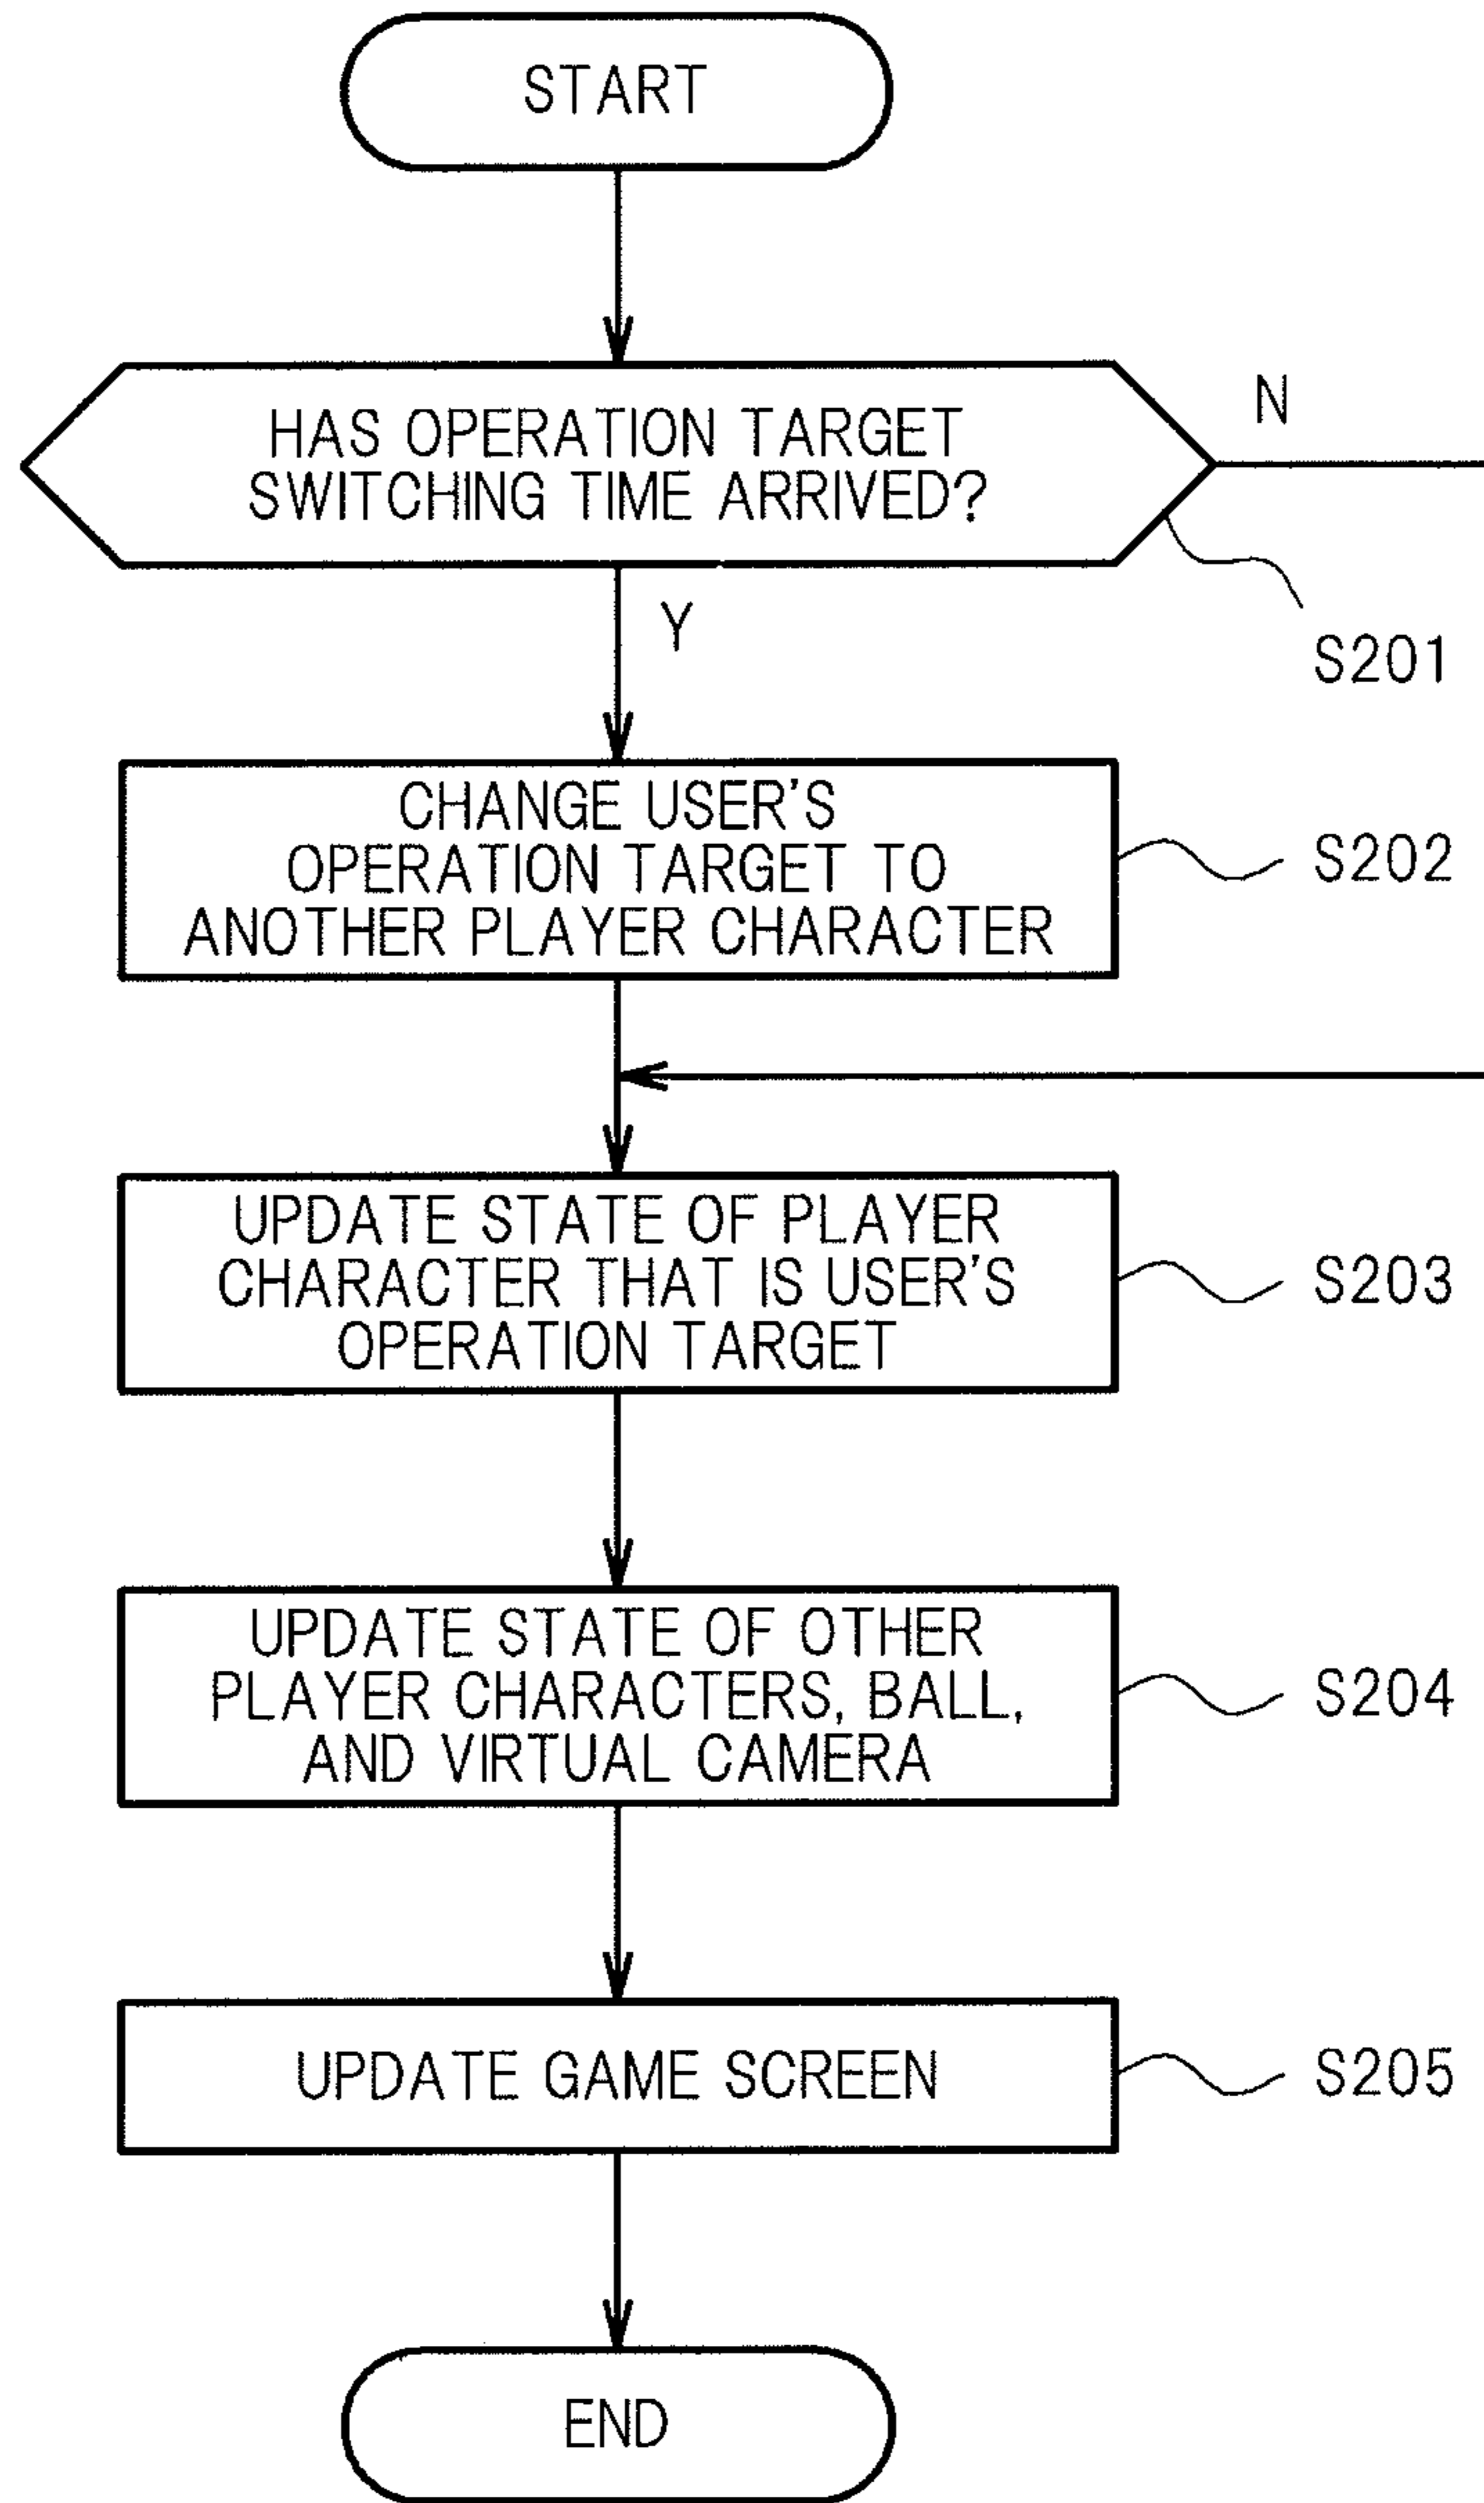 START
HAS OPERATION TARGET
SWITCHING TIME ARRIVED?
N
Y
S201
CHANGE USER'S
OPERATION TARGET TO
ANOTHER PLAYER CHARACTER
S202
UPDATE STATE OF PLAYER
CHARACTER THAT IS USER'S
OPERATION TARGET
S203
UPDATE STATE OF OTHER
PLAYER CHARACTERS, BALL,
AND VIRTUAL CAMERA
S204
UPDATE GAME SCREEN
S205
END